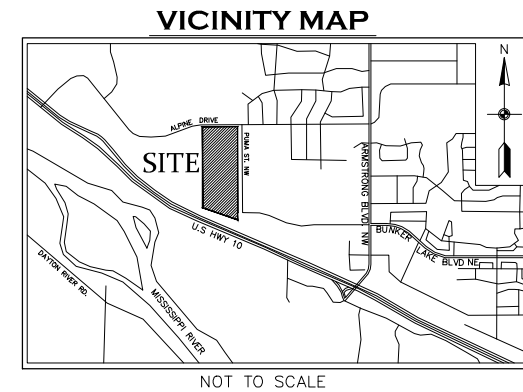 VICINITY MAP
N
ALPINE DRIVE
SITE
PUMA ST. NW
ARMSTRONG BLVD. NW
U.S HWY 10
BUNKER LAKE BLVD NE
DAYTON RIVER RD.
MISSISSIPPI RIVER
NOT TO SCALE